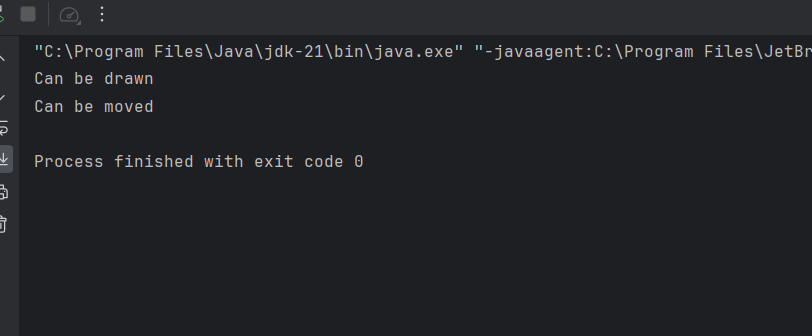 "C:\Program Files\Java\jdk-21\bin\java.exe" "-javaagent:C:\Program Files\JetBr
Can be drawn
Can be moved
Process finished with exit code 0